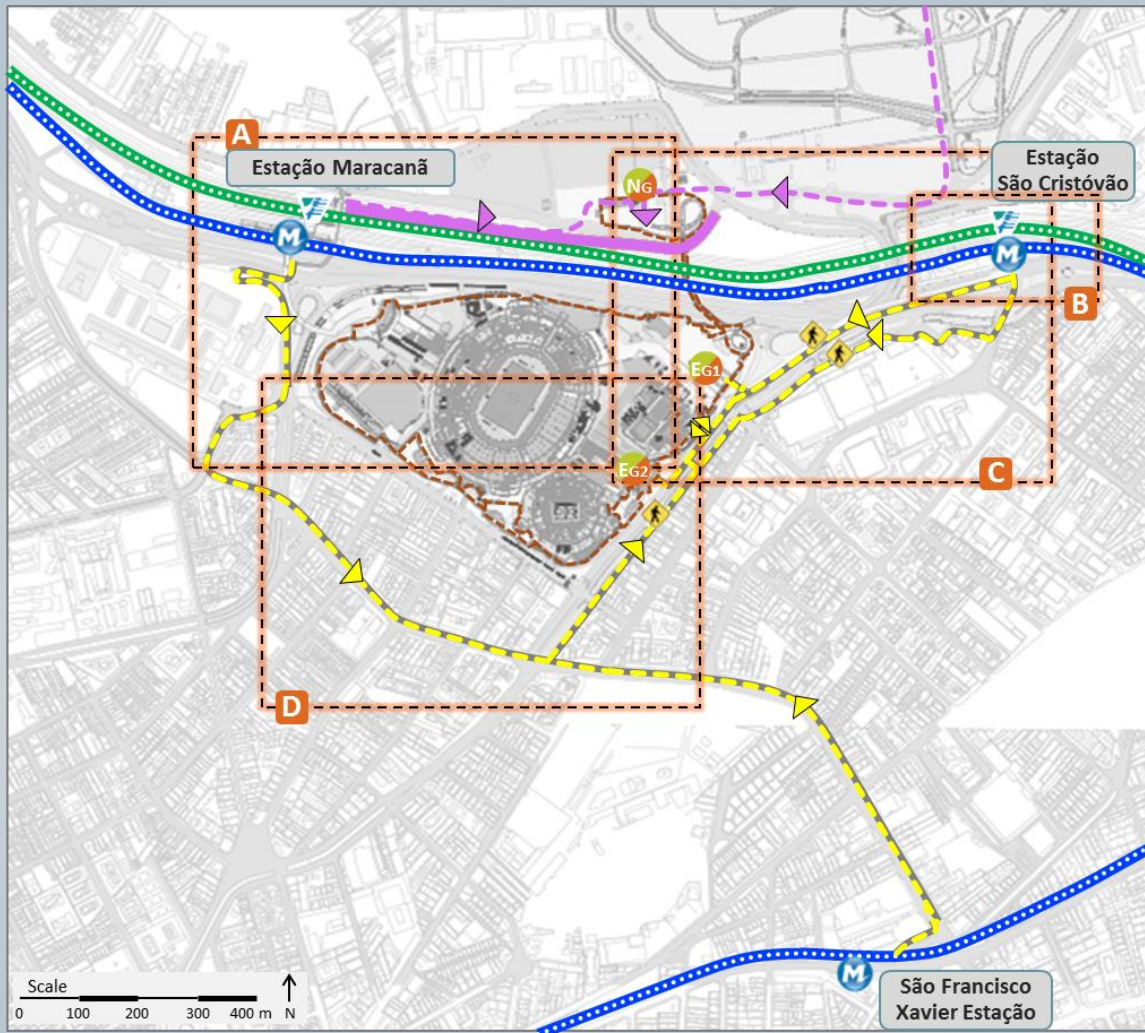 A
Estação Maracanã
Estação
São Cristóvão
NG
M
M
B
EG1
EG2
C
D
Scale
0 100 200 300 400 m N
M
São Francisco
Xavier Estação